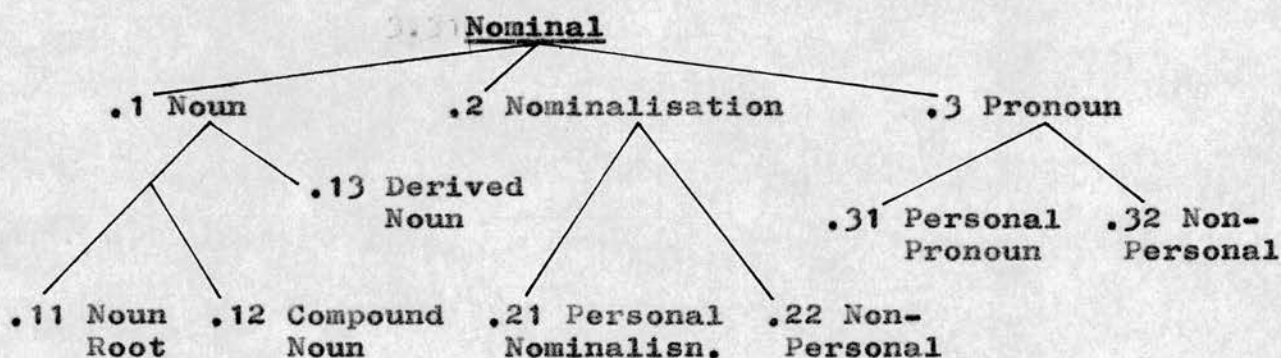 Nominal
.1 Noun .2 Nominalisation .3 Pronoun
.13 Derived
Noun
.31 Personal .32 Non-
Pronoun Personal
.11 Noun .12 Compound .21 Personal .22 Non-
Root Noun Nominalisn. Personal